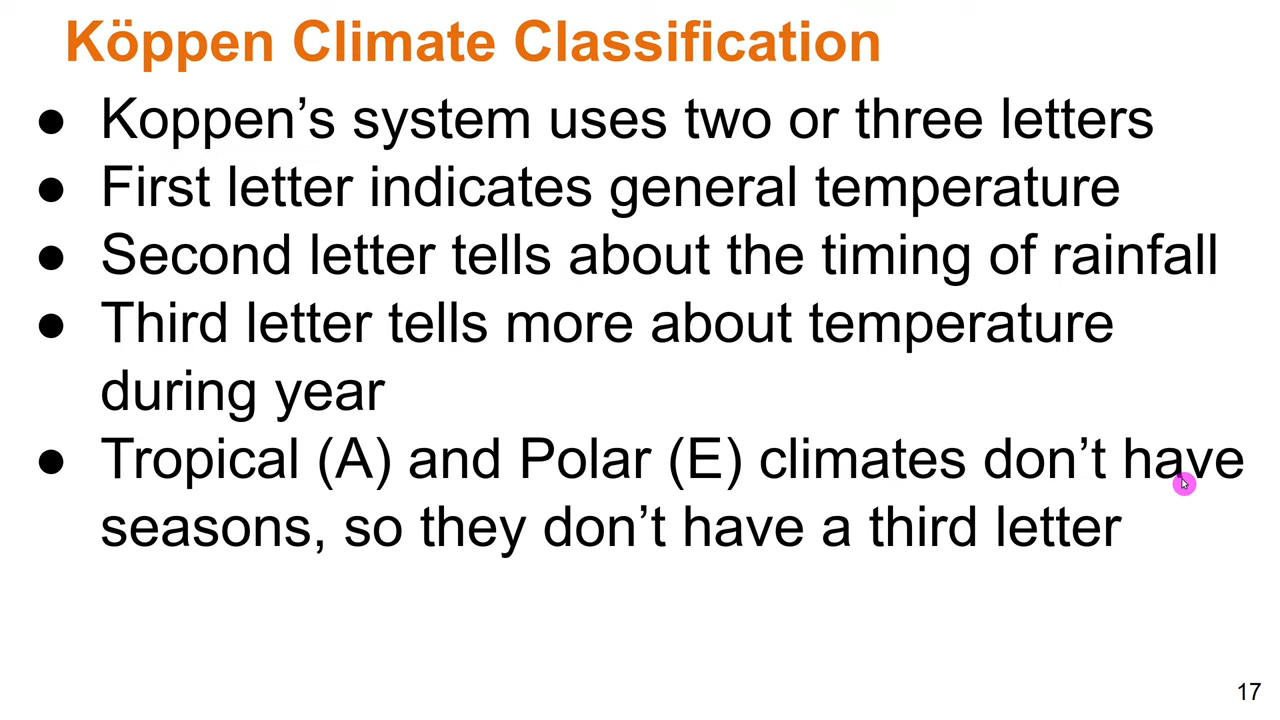 Köppen Climate Classification
● Koppen’s system uses two or three letters
● First letter indicates general temperature
● Second letter tells about the timing of rainfall
● Third letter tells more about temperature
during year
● Tropical (A) and Polar (E) climates don’t have
seasons, so they don’t have a third letter
17